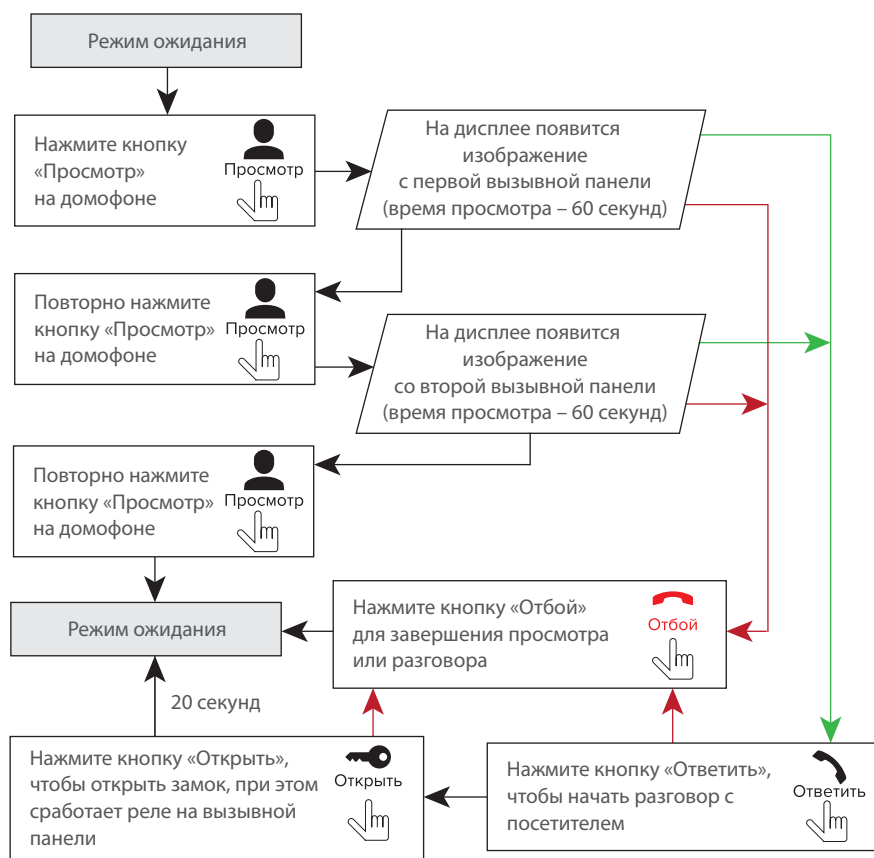 Режим ожидания
Нажмите кнопку
«Просмотр»
на домофоне
Просмотр
На дисплее появится
изображение
с первой вызывной панели
(время просмотра – 60 секунд)
Повторно нажмите
кнопку «Просмотр»
на домофоне
Просмотр
На дисплее появится
изображение
со второй вызывной панели
(время просмотра – 60 секунд)
Повторно нажмите
кнопку «Просмотр»
на домофоне
Просмотр
Режим ожидания
Нажмите кнопку «Отбой»
для завершения просмотра
или разговора
Отбой
20 секунд
Нажмите кнопку «Открыть»,
чтобы открыть замок, при этом
сработает реле на вызывной
панели
Открыть
Нажмите кнопку «Ответить»,
чтобы начать разговор с
посетителем
Ответить